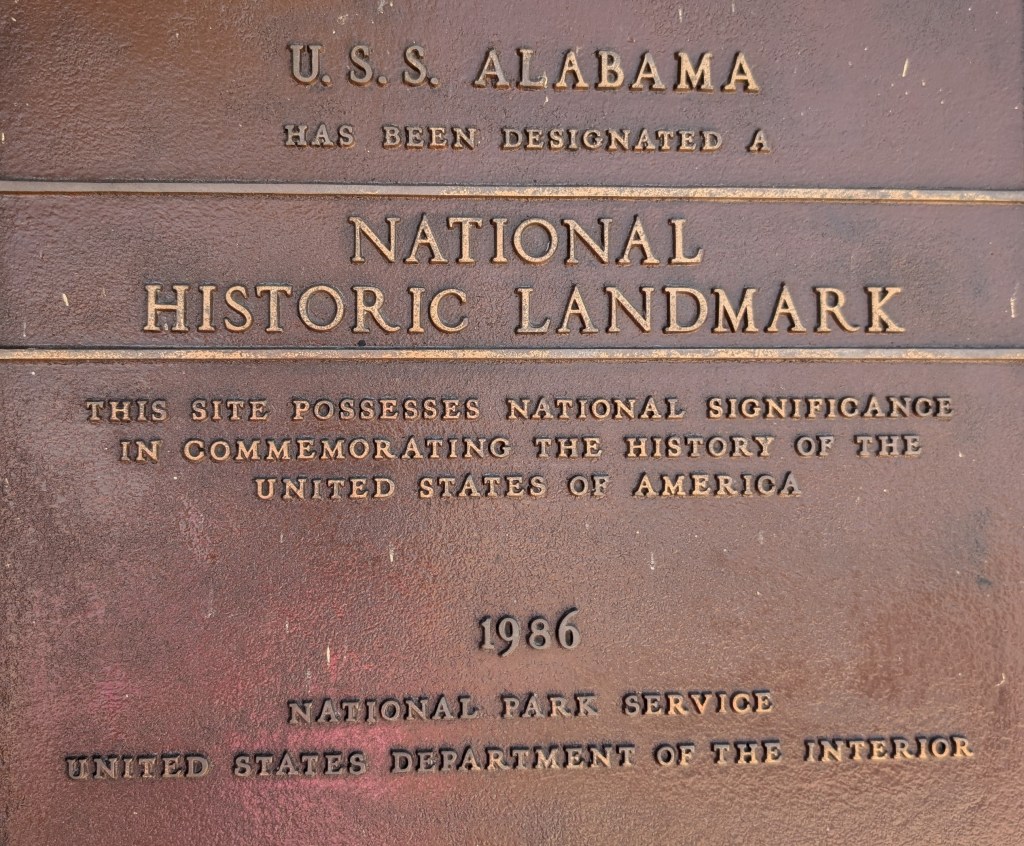 U.S.S. ALABAMA
HAS BEEN DESIGNATED A
NATIONAL
HISTORIC LANDMARK
THIS SITE POSSESSES NATIONAL SIGNIFICANCE
IN COMMEMORATING THE HISTORY OF THE
UNITED STATES OF AMERICA
1986
NATIONAL PARK SERVICE
UNITED STATES DEPARTMENT OF THE INTERIOR